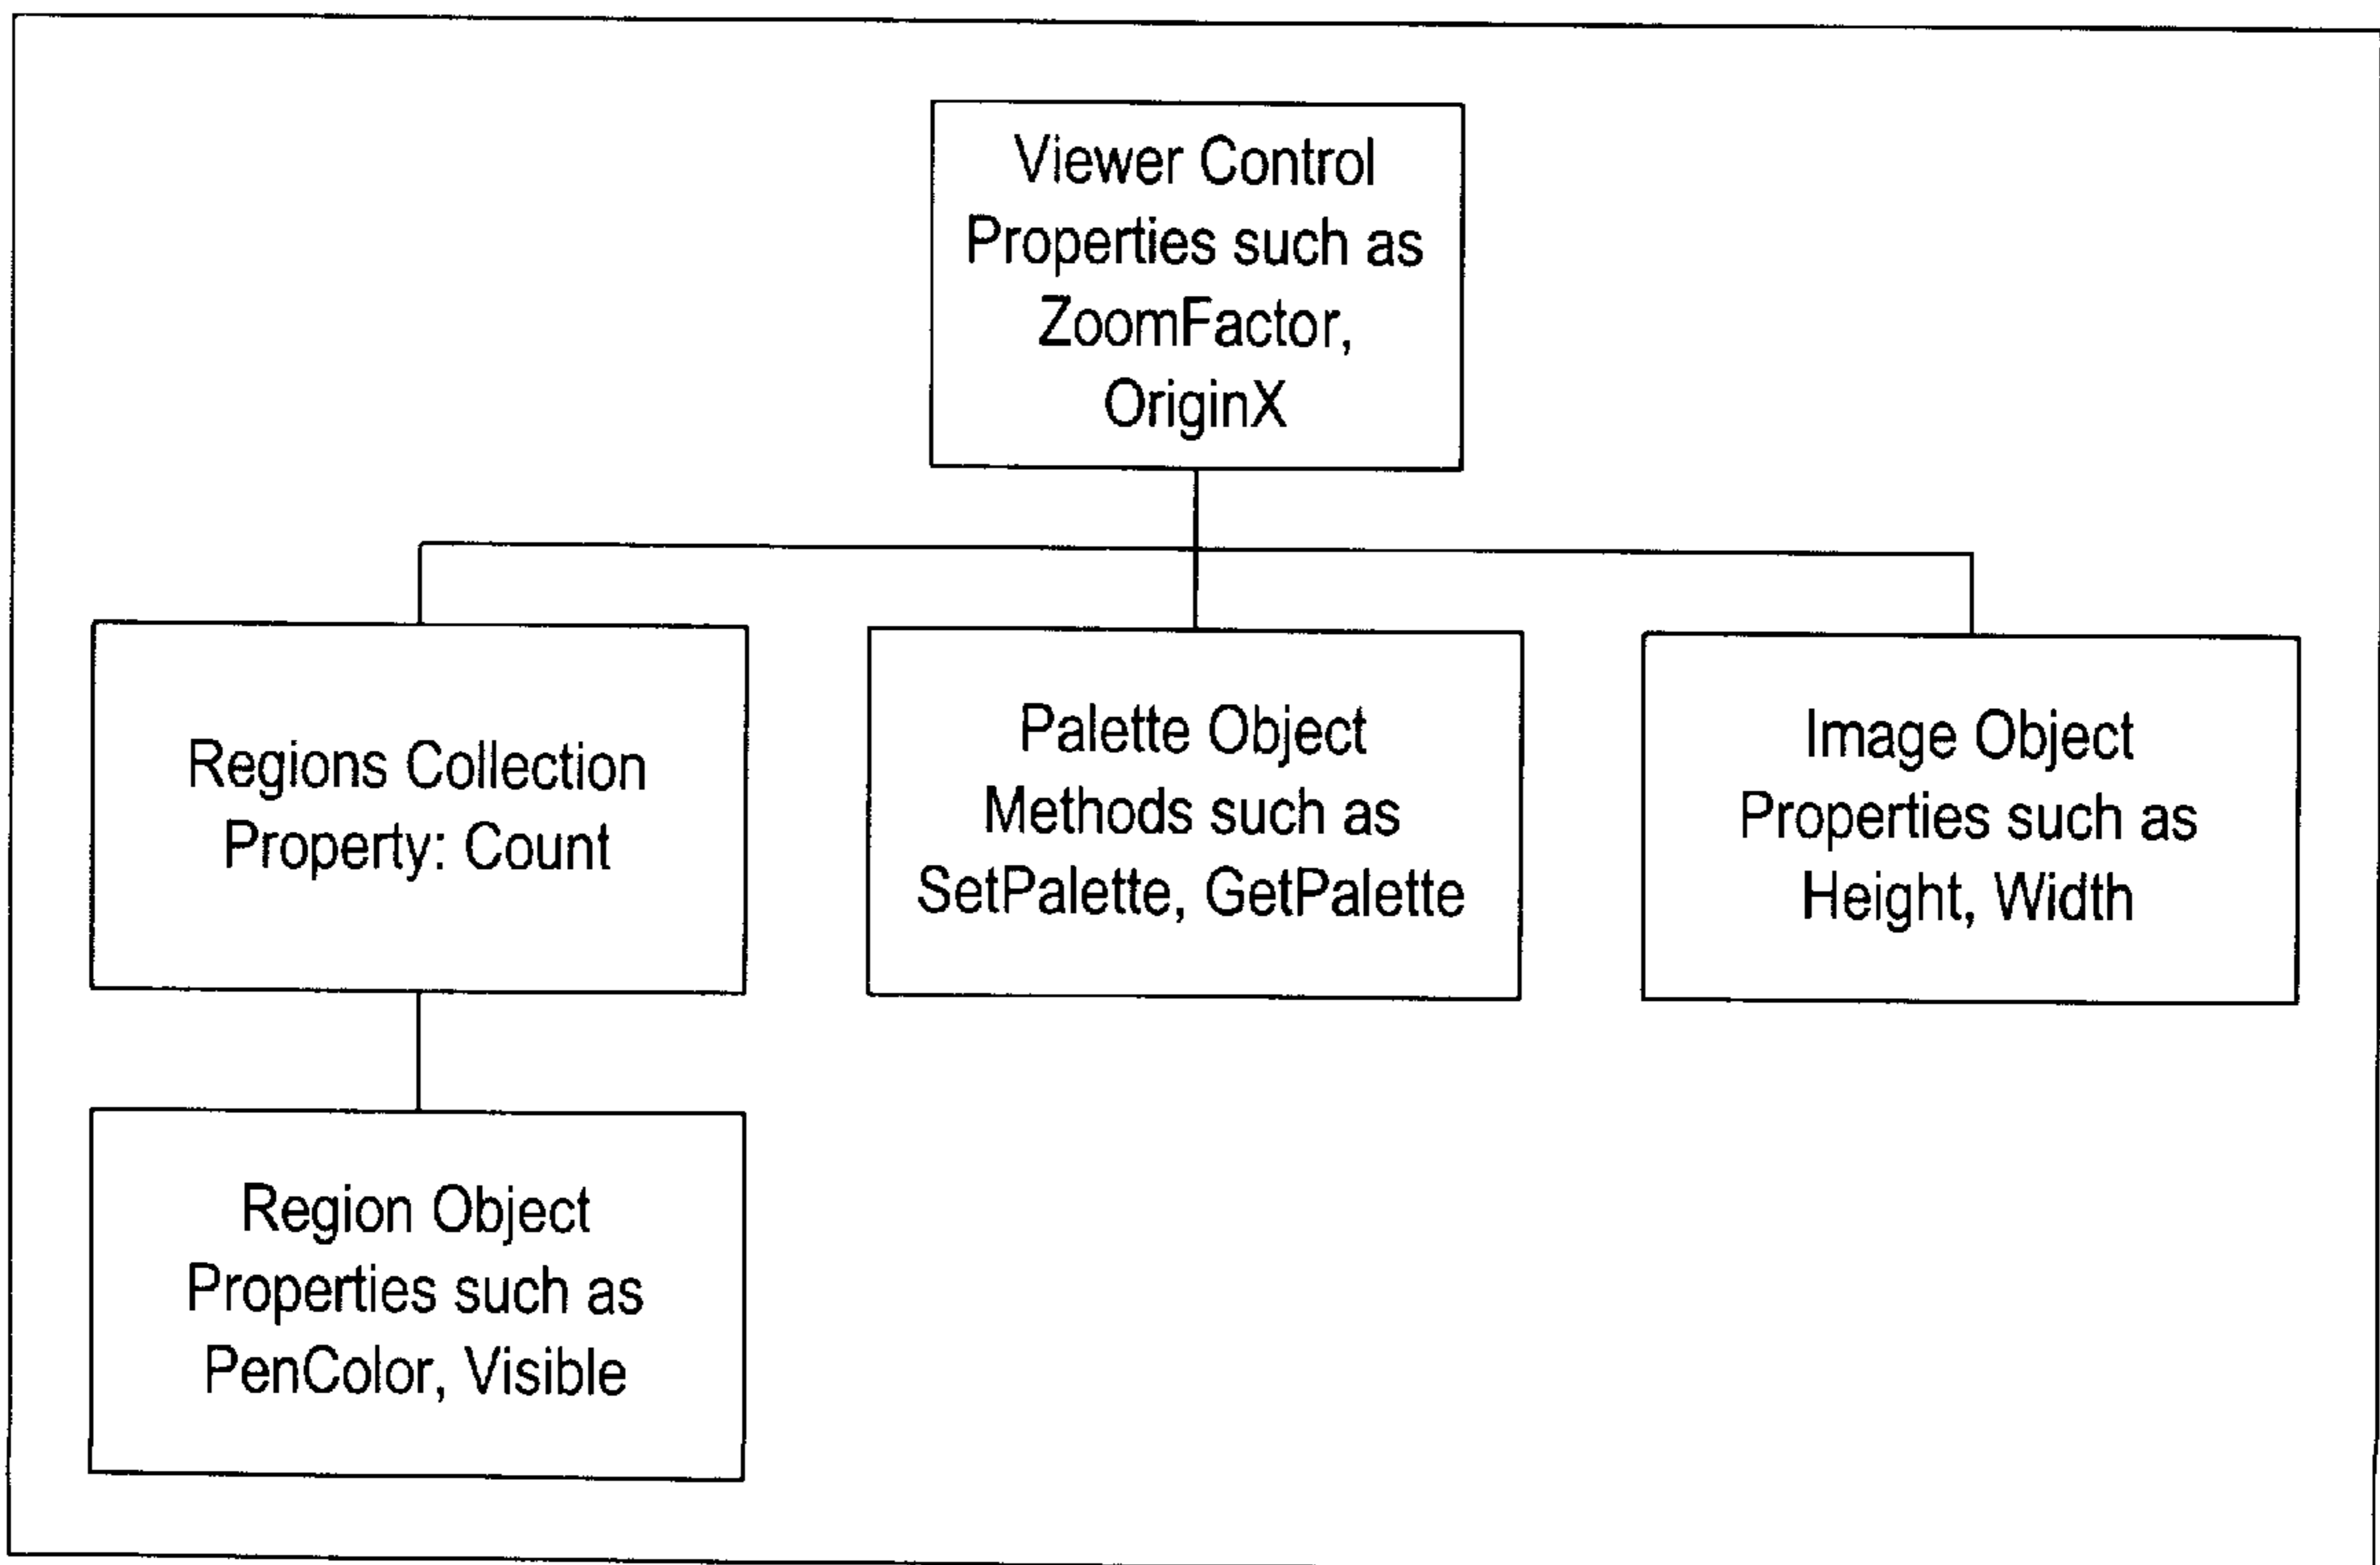 Viewer Control
Properties such as
ZoomFactor,
OriginX
Regions Collection
Property: Count
Palette Object
Methods such as
SetPalette, GetPalette
Image Object
Properties such as
Height, Width
Region Object
Properties such as
PenColor, Visible